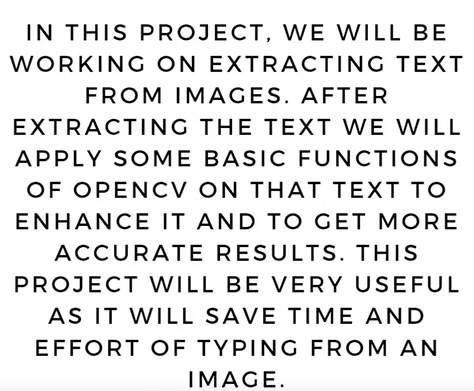 IN THIS PROJECT, WE WILL BE
WORKING ON EXTRACTING TEXT
FROM IMAGES. AFTER
EXTRACTING THE TEXT WE WILL
APPLY SOME BASIC FUNCTIONS
OF OPENCV ON THAT TEXT TO
ENHANCE IT AND TO GET MORE
ACCURATE RESULTS. THIS
PROJECT WILL BE VERY USEFUL
AS IT WILL SAVE TIME AND
EFFORT OF TYPING FROM AN
IMAGE.